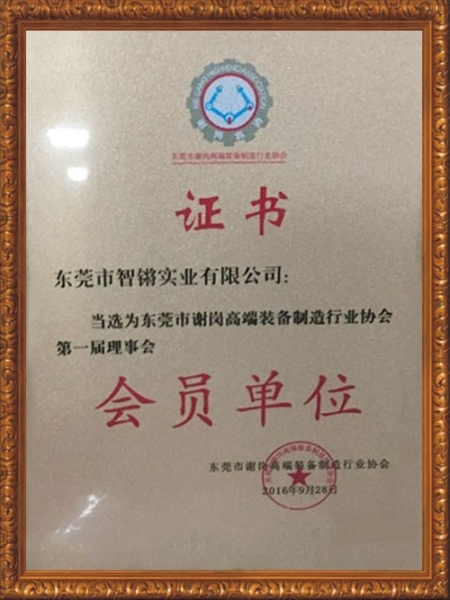 东莞市谢岗高端装备制造行业协会
证书
东莞市智锵实业有限公司:
当选为东莞市谢岗高端装备制造行业协会
第一届理事会
会员单位
东莞市谢岗高端装备制造行业协会
2016年9月28日